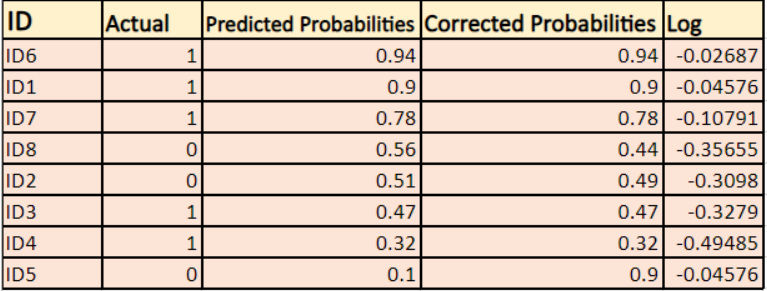 ID Actual Predicted Probabilities Corrected Probabilities Log
ID6 1 0.94 0.94 -0.02687
ID1 1 0.9 0.9 -0.04576
ID7 1 0.78 0.78 -0.10791
ID8 0 0.56 0.44 -0.35655
ID2 0 0.51 0.49 -0.3098
ID3 1 0.47 0.47 -0.3279
ID4 1 0.32 0.32 -0.49485
ID5 0 0.1 0.9 -0.04576